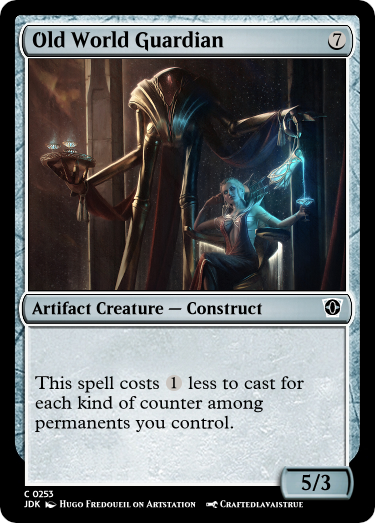 Old World Guardian 7
Artifact Creature — Construct
This spell costs 1 less to cast for
each kind of counter among
permanents you control.
5/3
C 0253
JDK Hugo Fredoueil on Artstation Craftedlavaistrue